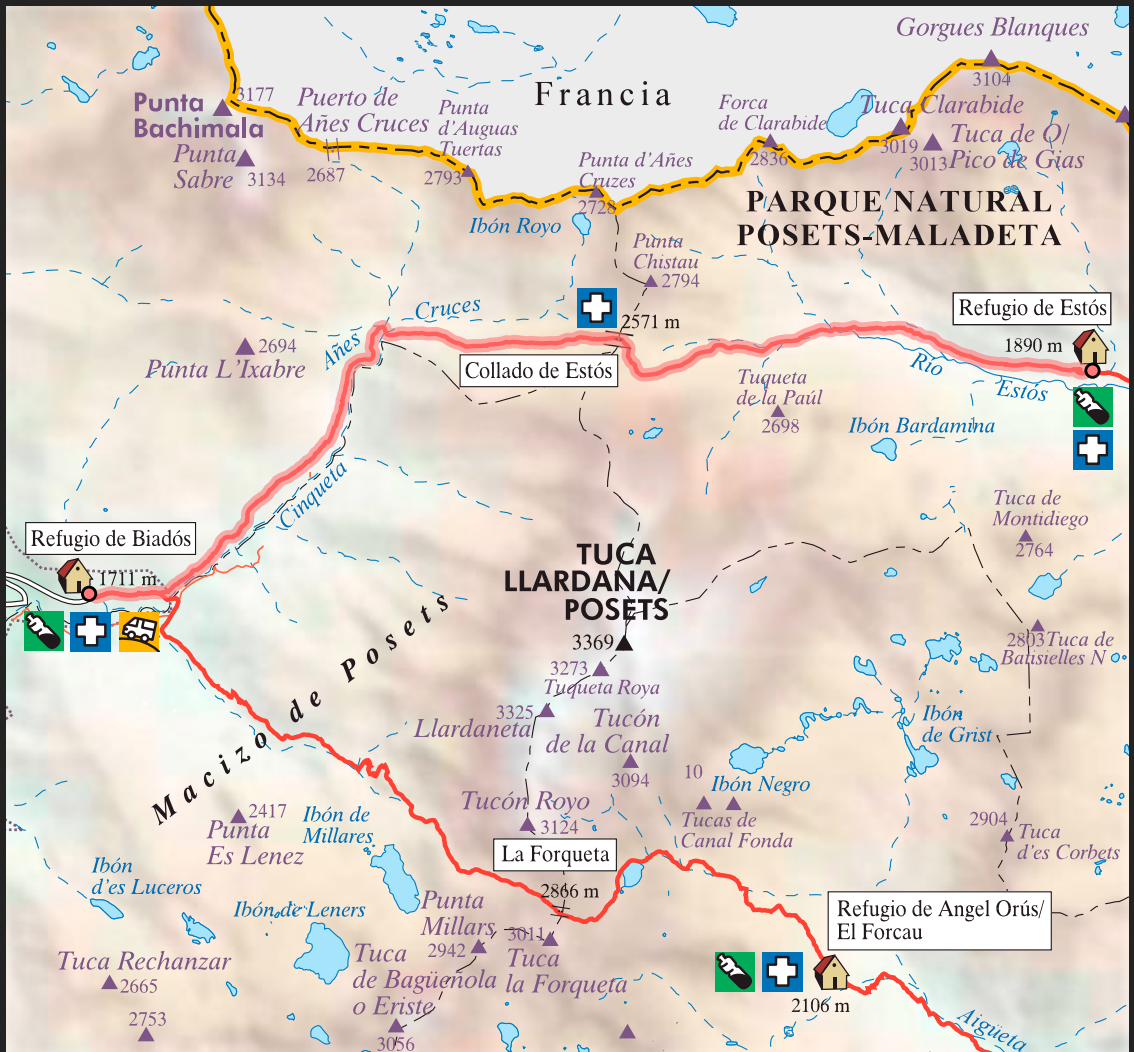 Gorgues Blanques
3104
Francia
3177
Punta
Bachimala
Puerto de
Añes Cruces
2687
Punta
Sabre
3134
Punta
d'Auguas
Tuertas
2793
Punta d'Añes
Cruzes
2728
Forca
de Clarabide
2836
Tuca Clarabide
3019
3013
Tuca de O/
Pico de Gias
PARQUE NATURAL
POSETS-MALADETA
Ibón Royo
Punta
Chistau
2794
Cruces
Añes
2571 m
Collado de Estós
Refugio de Estós
1890 m
Río
Estós
2694
Punta L'Ixabre
Tuqueta
de la Paúl
2698
Ibón Bardamina
Cinqueta
Tuca de
Montidiego
2764
Refugio de Biadós
1711 m
TUCA
LLARDANA/
POSETS
3369
Macizo de Posets
2803
Tuca de
Batisielles N
3273
Tuqueta Roya
3325
Llardaneta
Tucón
de la Canal
3094
Ibón
de Grist
10
Ibón Negro
Tucas de
Canal Fonda
Tucón Royo
3124
2417
Punta
Es Lenez
Ibón de
Millares
2904
Tuca
d'es Corbets
La Forqueta
2866 m
Ibón
d'es Luceros
Ibón de Leners
Punta
Millars
2942
3011
Tuca
la Forqueta
Refugio de Angel Orús/
El Forcau
2106 m
Tuca Rechanzar
2665
2753
Tuca
de Bagüeñola
o Eriste
3056
Aigüeta